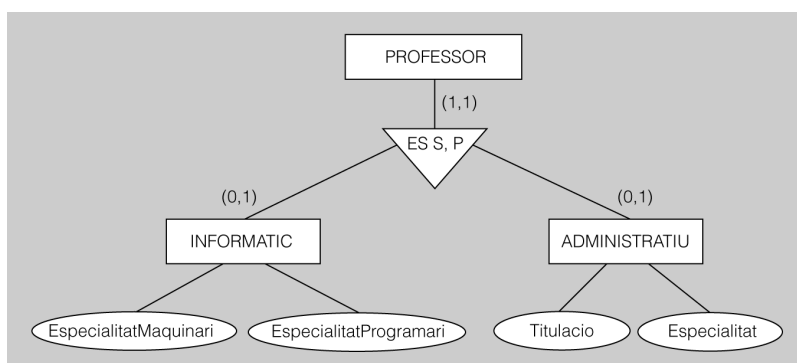 PROFESSOR
(1,1)
ES S, P
(0,1)
(0,1)
INFORMATIC
ADMINISTRATIU
EspecialitatMaquinari
EspecialitatProgramari
Titulacio
Especialitat